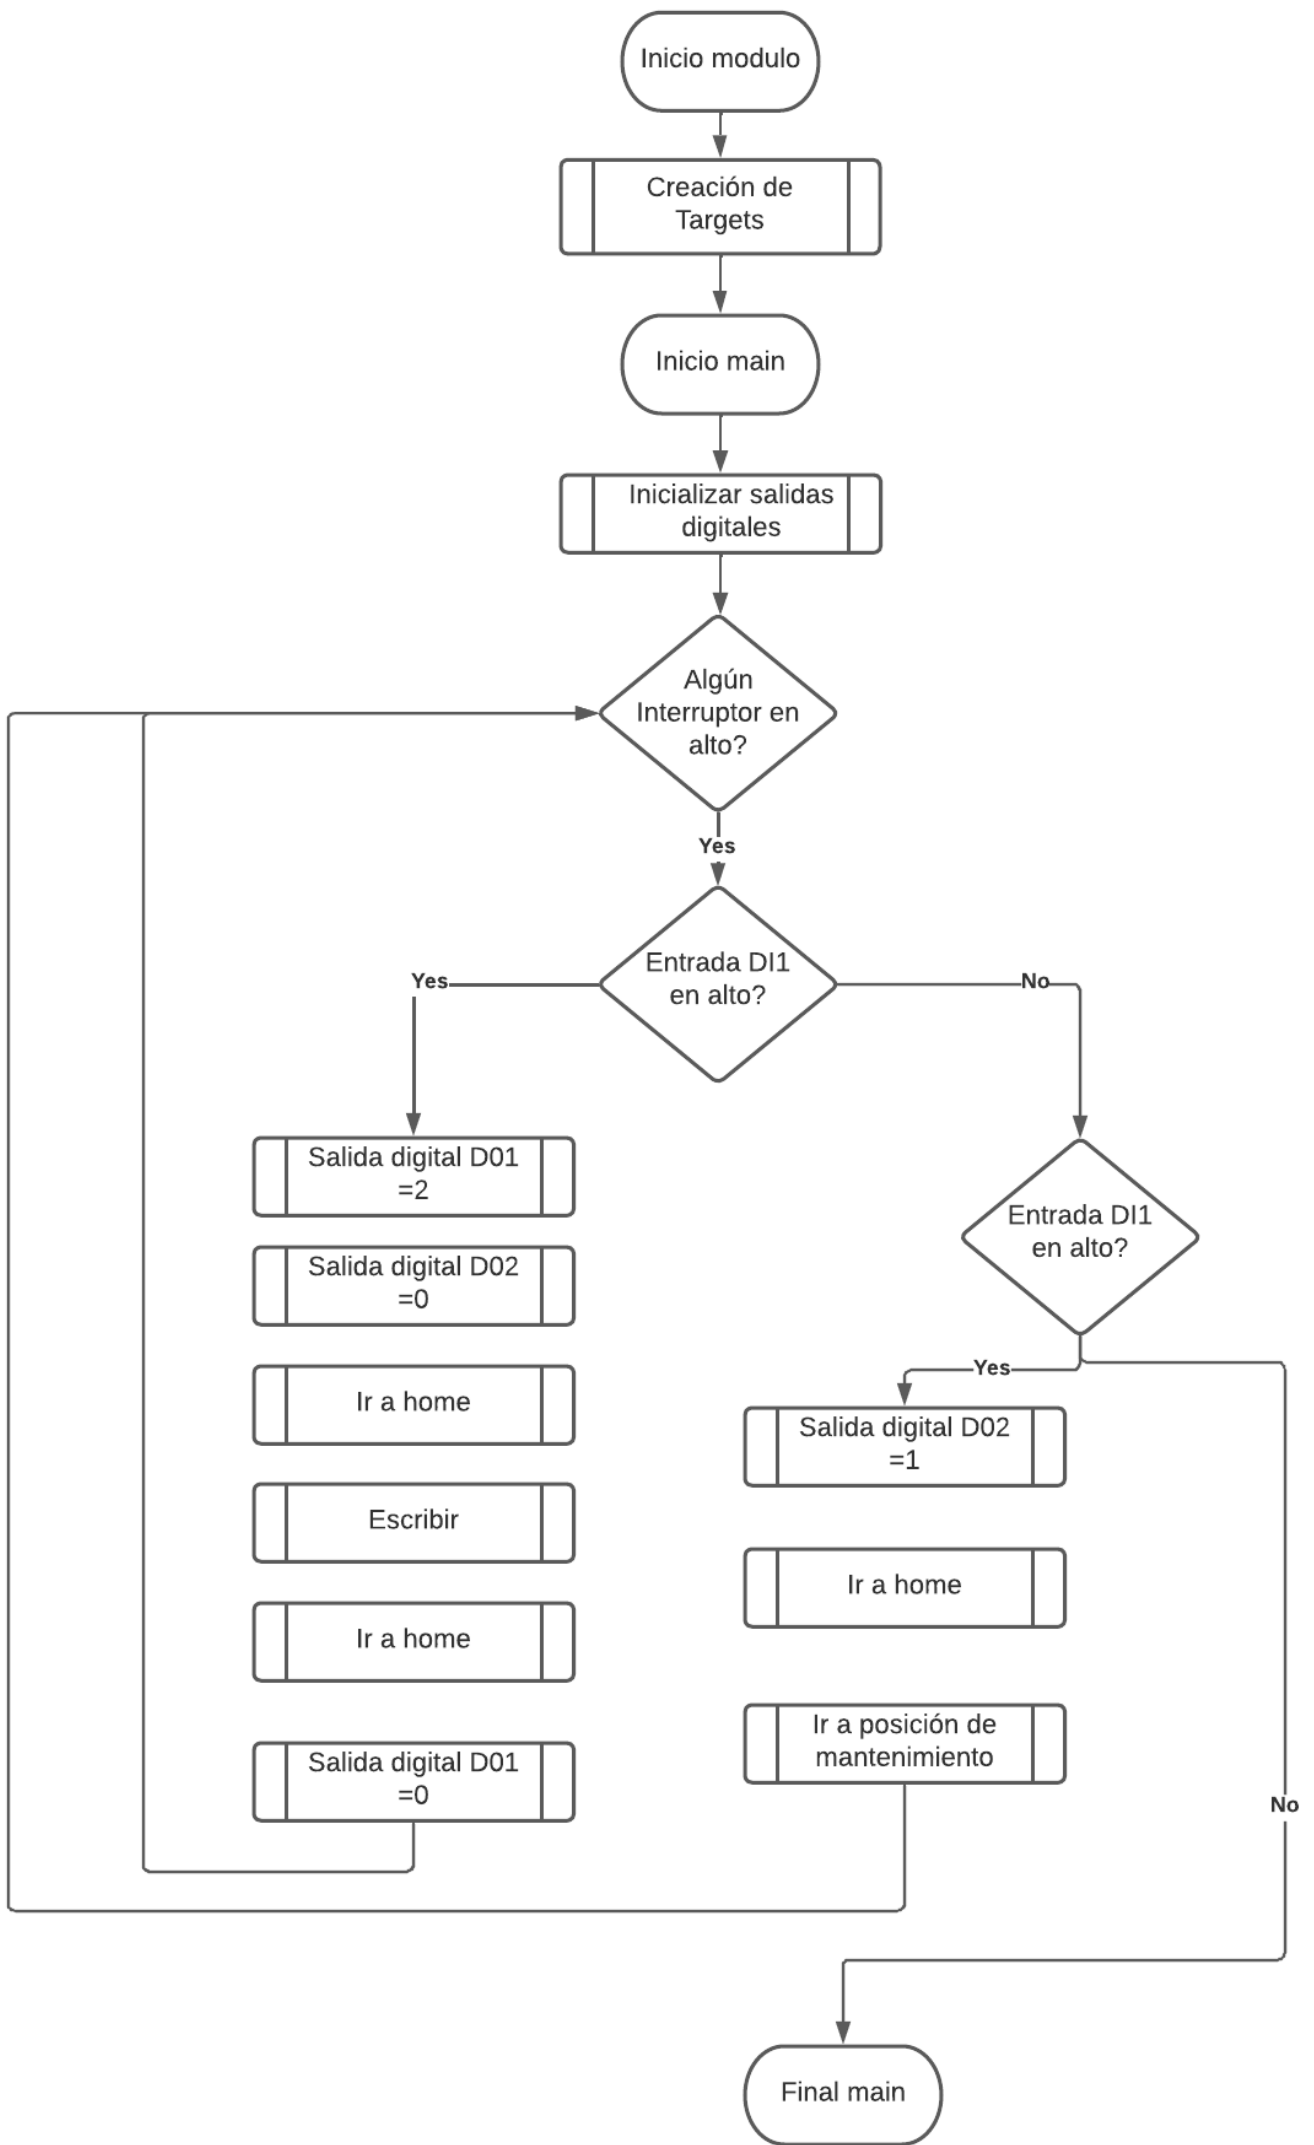 Inicio modulo
Creación de
Targets
Inicio main
Inicializar salidas
digitales
Algún
Interruptor en
alto?
Yes
Entrada DI1
en alto?
Yes
No
Salida digital D01
=2
Salida digital D02
=0
Ir a home
Escribir
Ir a home
Salida digital D01
=0
Entrada DI1
en alto?
Yes
Salida digital D02
=1
Ir a home
Ir a posición de
mantenimiento
No
Final main